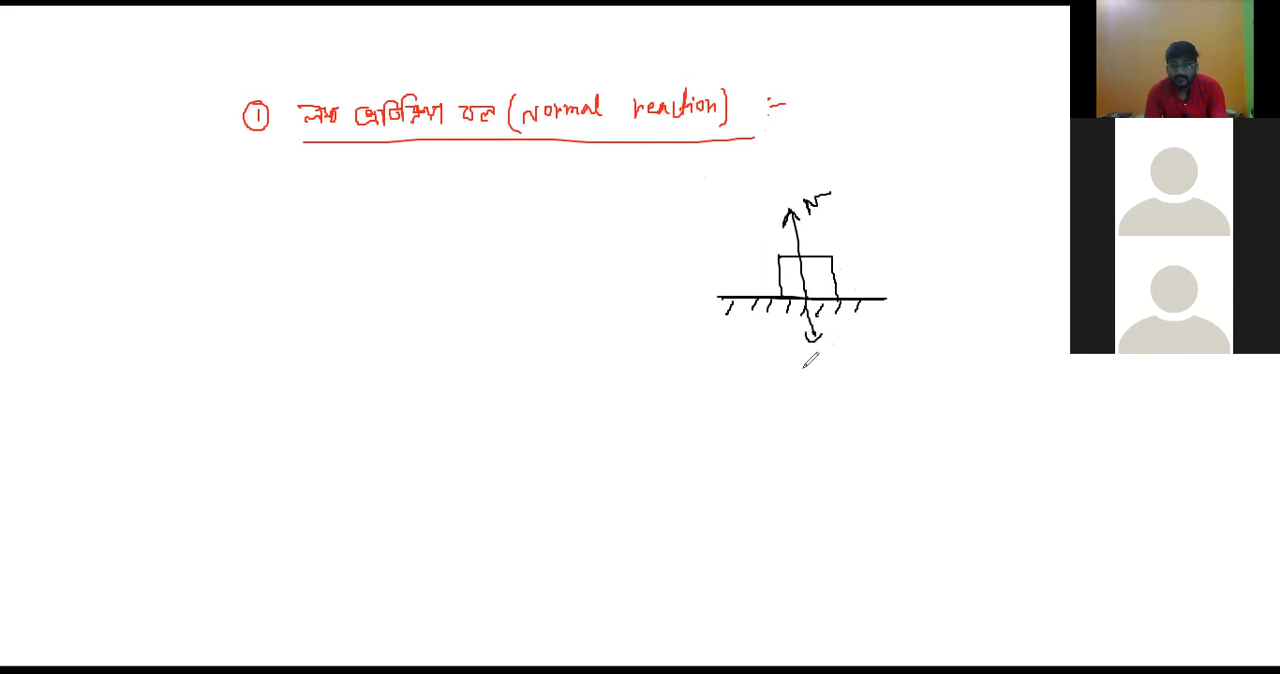 ① লম্ব প্রতিক্রিয়া বল (Normal reaction) :-
N